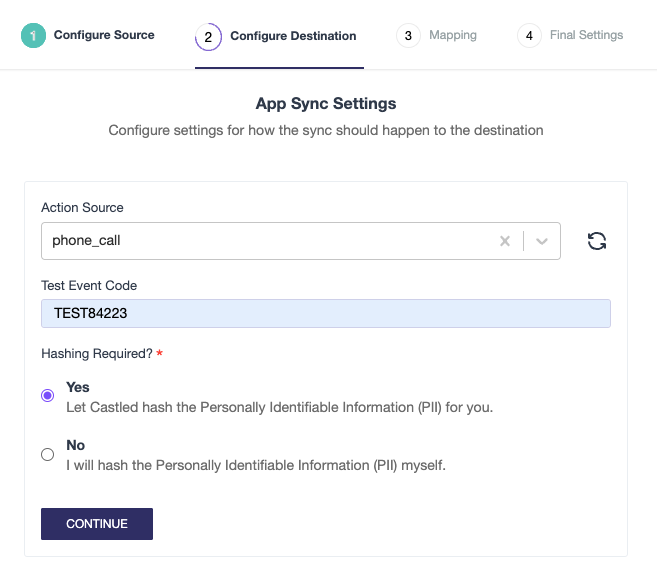 1 Configure Source 2 Configure Destination 3 Mapping 4 Final Settings
App Sync Settings
Configure settings for how the sync should happen to the destination
Action Source
phone_call
Test Event Code
TEST84223
Hashing Required? *
Yes
Let Castled hash the Personally Identifiable Information (PII) for you.
No
I will hash the Personally Identifiable Information (PII) myself.
CONTINUE